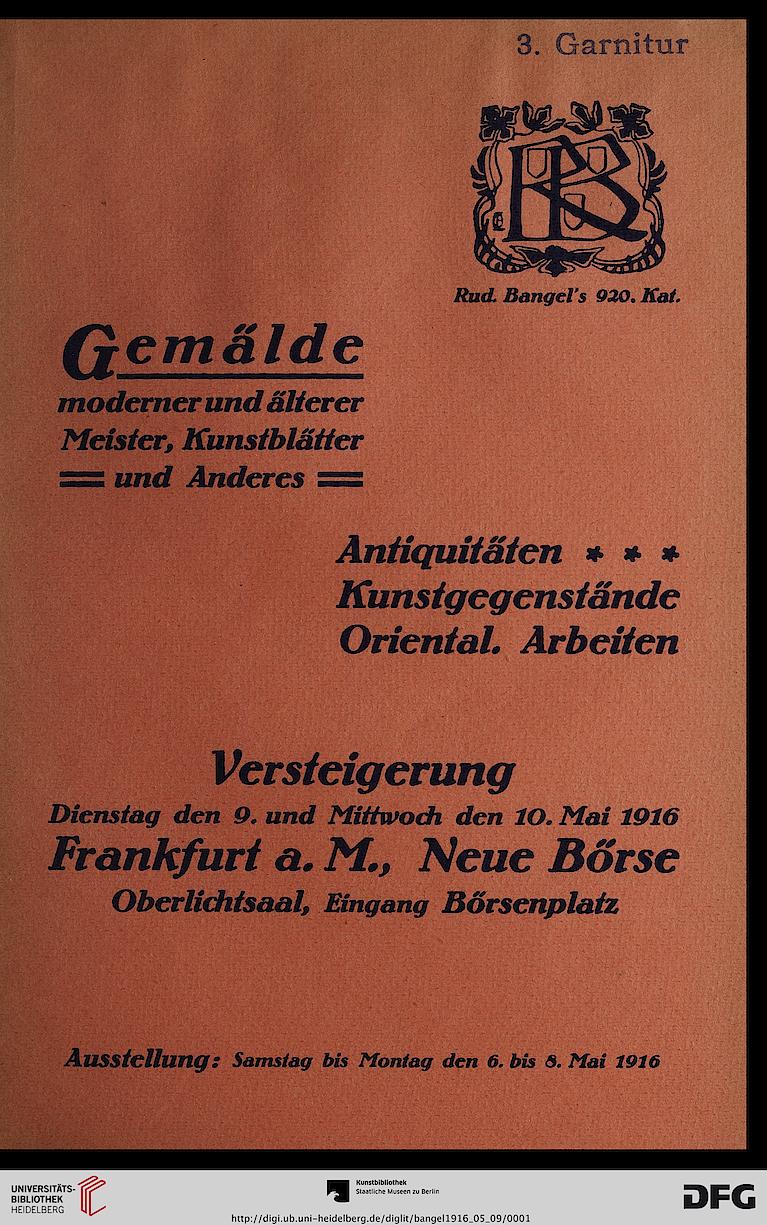 3. Garnitur
RB
Rud. Bangel's 920. Kat.
Gemälde
moderner und älterer
Meister, Kunstblätter
und Anderes
Antiquitäten * * *
Kunstgegenstände
Oriental. Arbeiten
Versteigerung
Dienstag den 9. und Mittwoch den 10. Mai 1916
Frankfurt a. M., Neue Börse
Oberlichtsaal, Eingang Börsenplatz
Ausstellung: Samstag bis Montag den 6. bis 8. Mai 1916
UNIVERSITÄTS-
BIBLIOTHEK
HEIDELBERG
Kunstbibliothek
Staatliche Museen zu Berlin
http://digi.ub.uni-heidelberg.de/diglit/bangel1916_05_09/0001
DFG